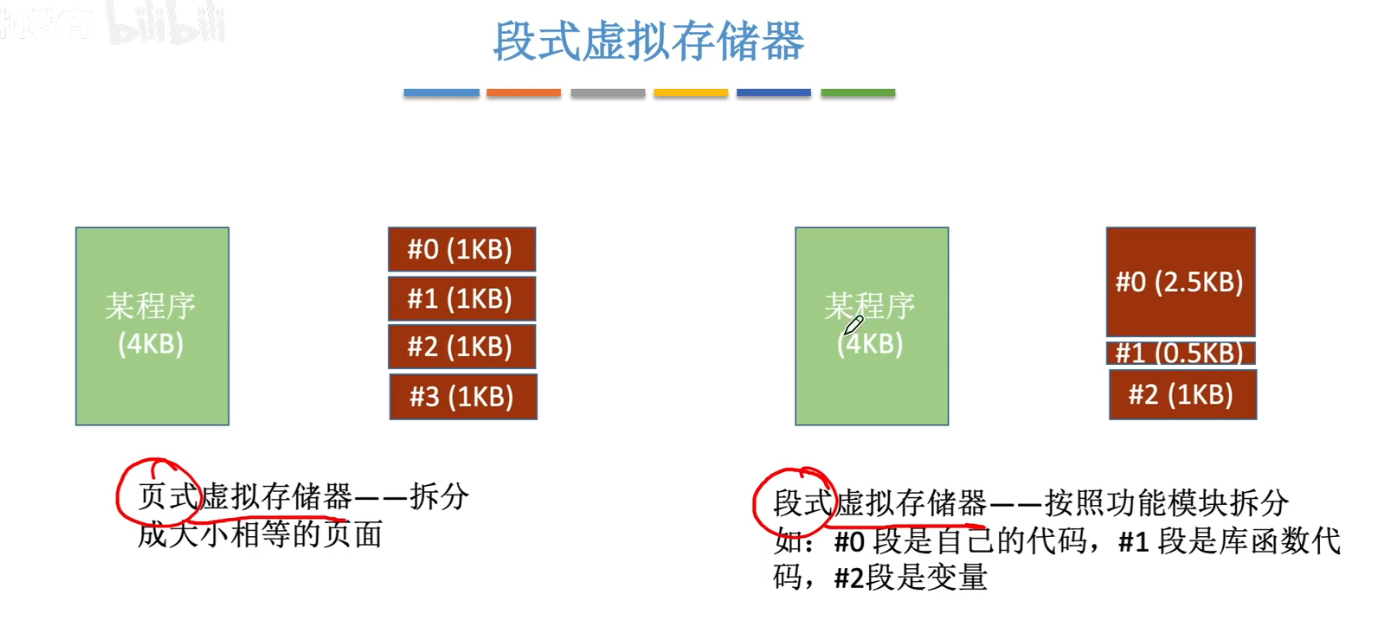 bilibili
段式虚拟存储器
某程序
(4KB)
#0 (1KB)
#1 (1KB)
#2 (1KB)
#3 (1KB)
页式虚拟存储器——拆分
成大小相等的页面
某程序
(4KB)
#0 (2.5KB)
#1 (0.5KB)
#2 (1KB)
段式虚拟存储器——按照功能模块拆分
如：#0 段是自己的代码，#1 段是库函数代
码，#2段是变量